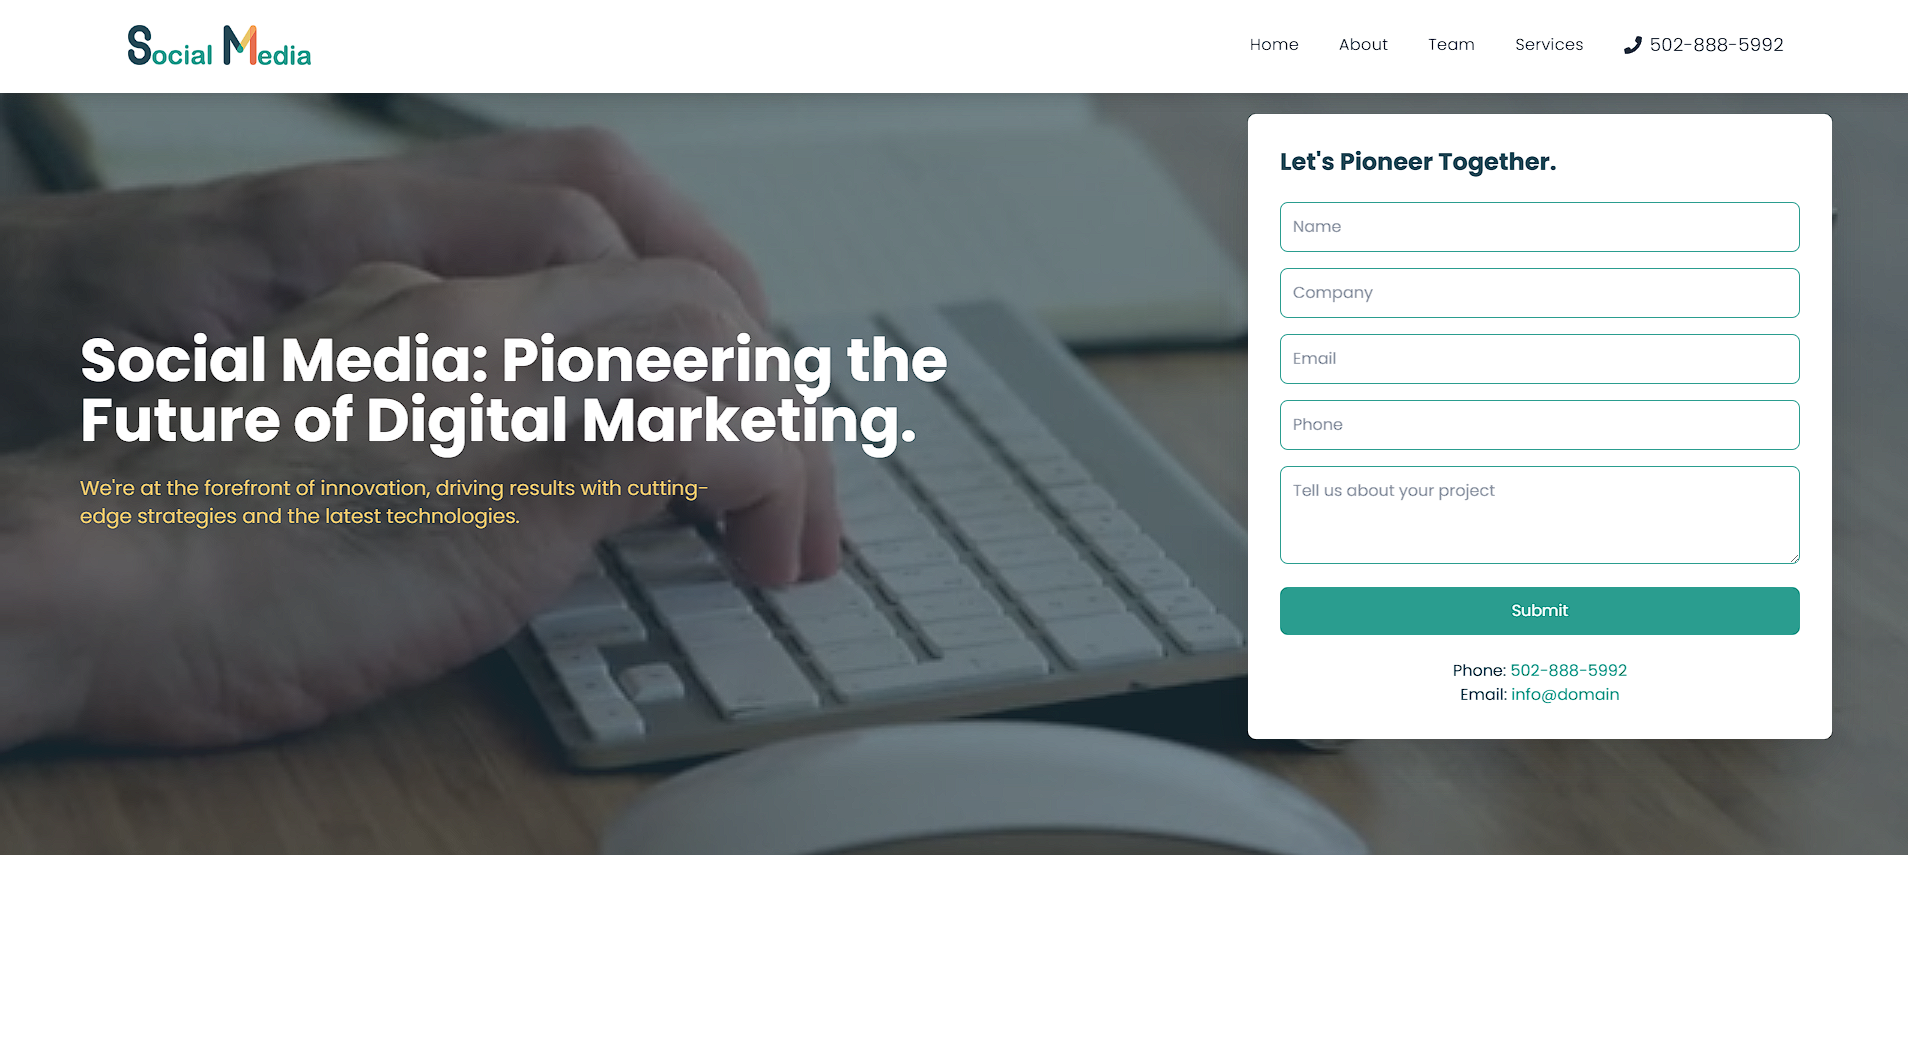 Social Media
Home
About
Team
Services
502-888-5992
Social Media: Pioneering the
Future of Digital Marketing.
We're at the forefront of innovation, driving results with cutting-
edge strategies and the latest technologies.
Let's Pioneer Together.
Name
Company
Email
Phone
Tell us about your project
Submit
Phone: 502-888-5992
Email: info@domain